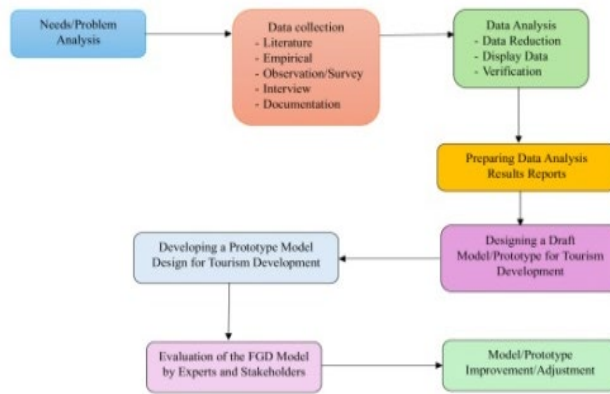 Needs/Problem
Analysis
Data collection
- Literature
- Empirical
- Observation/Survey
- Interview
- Documentation
Data Analysis
- Data Reduction
- Display Data
- Verification
Preparing Data Analysis
Results Reports
Designing a Draft
Model/Prototype for Tourism
Development
Developing a Prototype Model
Design for Tourism Development
Evaluation of the FGD Model
by Experts and Stakeholders
Model/Prototype
Improvement/Adjustment